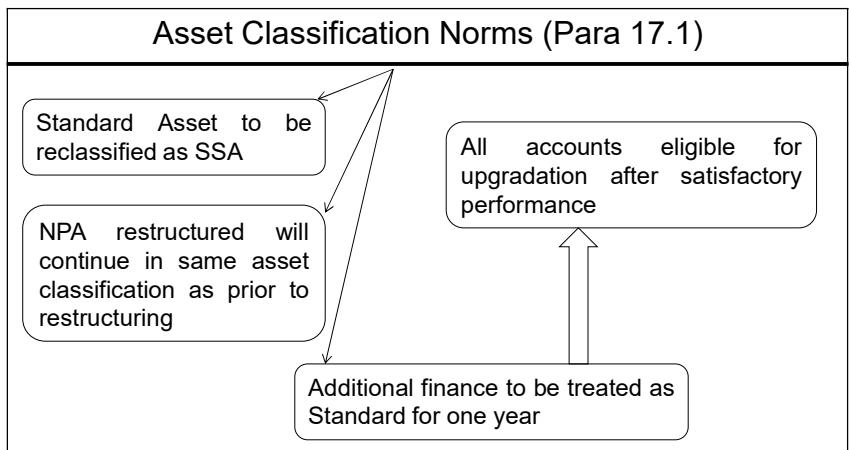 Asset Classification Norms (Para 17.1)
Standard Asset to be
reclassified as SSA
All accounts eligible for
upgradation after satisfactory
performance
NPA restructured will
continue in same asset
classification as prior to
restructuring
Additional finance to be treated as
Standard for one year